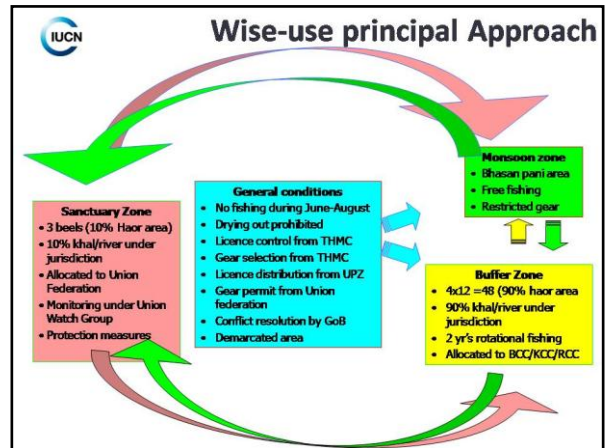 IUCN
Wise-use principal Approach
Monsoon zone
• Bhasan pani area
• Free fishing
• Restricted gear
General conditions
• No fishing during June-August
• Drying out prohibited
• Licence control from THMC
• Gear selection from THMC
• Licence distribution from UPZ
• Gear permit from Union
federation
• Conflict resolution by GoB
• Demarcated area
Sanctuary Zone
• 3 beels (10% Haor area)
• 10% khal/river under
jurisdiction
• Allocated to Union
Federation
• Monitoring under Union
Watch Group
• Protection measures
Buffer Zone
• 4x12 =48 (90% haor area
• 90% khal/river under
jurisdiction
• 2 yr's rotational fishing
• Allocated to BCC/KCC/RCC